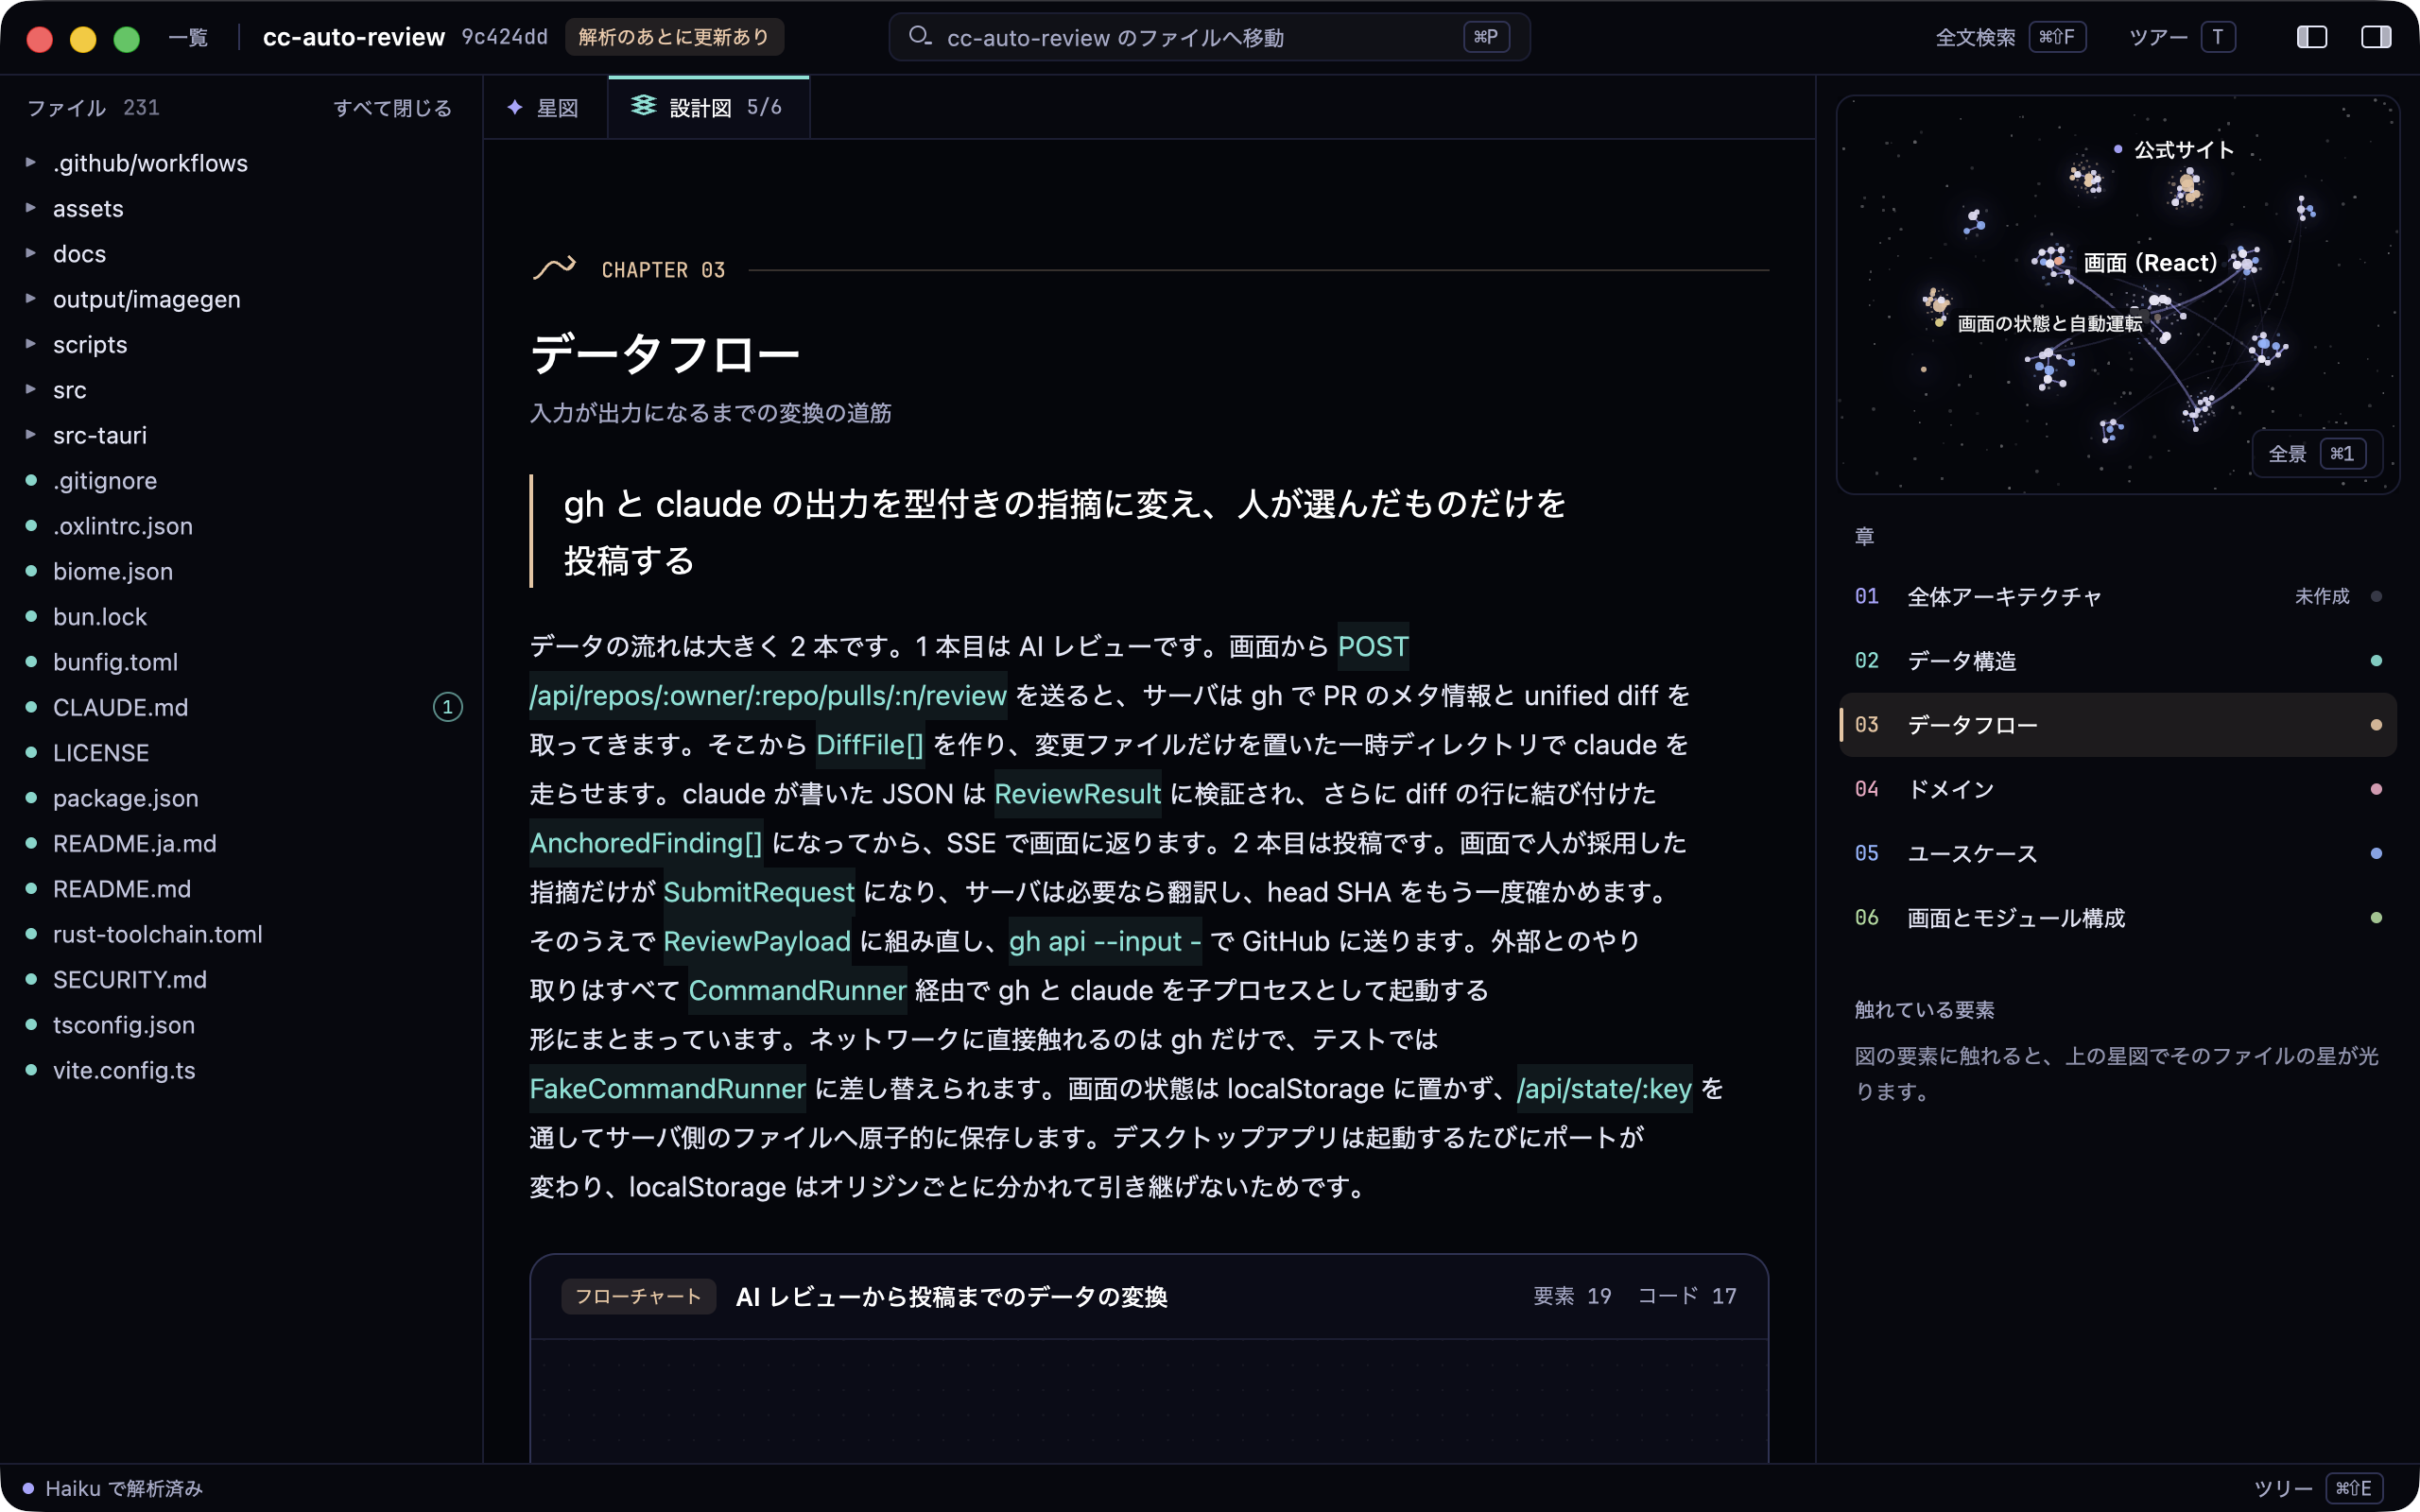 一覧
cc-auto-review 9c424dd 解析のあとに更新あり
cc-auto-review のファイルへ移動 ⌘P
全文検索 ⌘⇧F
ツアー T
ファイル 231 すべて閉じる
.github/workflows
assets
docs
output/imagegen
scripts
src
src-tauri
.gitignore
.oxlintrc.json
biome.json
bun.lock
bunfig.toml
CLAUDE.md 1
LICENSE
package.json
README.ja.md
README.md
rust-toolchain.toml
SECURITY.md
tsconfig.json
vite.config.ts
星図
設計図 5/6
CHAPTER 03
データフロー
入力が出力になるまでの変換の道筋
gh と claude の出力を型付きの指摘に変え、人が選んだものだけを
投稿する
データの流れは大きく 2 本です。1 本目は AI レビューです。画面から POST
/api/repos/:owner/:repo/pulls/:n/review を送ると、サーバは gh で PR のメタ情報と unified diff を
取ってきます。そこから DiffFile[] を作り、変更ファイルだけを置いた一時ディレクトリで claude を
走らせます。claude が書いた JSON は ReviewResult に検証され、さらに diff の行に結び付けた
AnchoredFinding[] になってから、SSE で画面に返ります。2 本目は投稿です。画面で人が採用した
指摘だけが SubmitRequest になり、サーバは必要なら翻訳し、head SHA をもう一度確かめます。
そのうえで ReviewPayload に組み直し、gh api --input - で GitHub に送ります。外部とのやり
取りはすべて CommandRunner 経由で gh と claude を子プロセスとして起動する
形にまとまっています。ネットワークに直接触れるのは gh だけで、テストでは
FakeCommandRunner に差し替えられます。画面の状態は localStorage に置かず、/api/state/:key を
通してサーバ側のファイルへ原子的に保存します。デスクトップアプリは起動するたびにポートが
変わり、localStorage はオリジンごとに分かれて引き継げないためです。
フローチャート AI レビューから投稿までのデータの変換 要素 19 コード 17
公式サイト
画面（React）
画面の状態と自動運転
全景 ⌘1
章
01 全体アーキテクチャ 未作成
02 データ構造
03 データフロー
04 ドメイン
05 ユースケース
06 画面とモジュール構成
触れている要素
図の要素に触れると、上の星図でそのファイルの星が光
ります。
Haiku で解析済み
ツリー ⌘⇧E